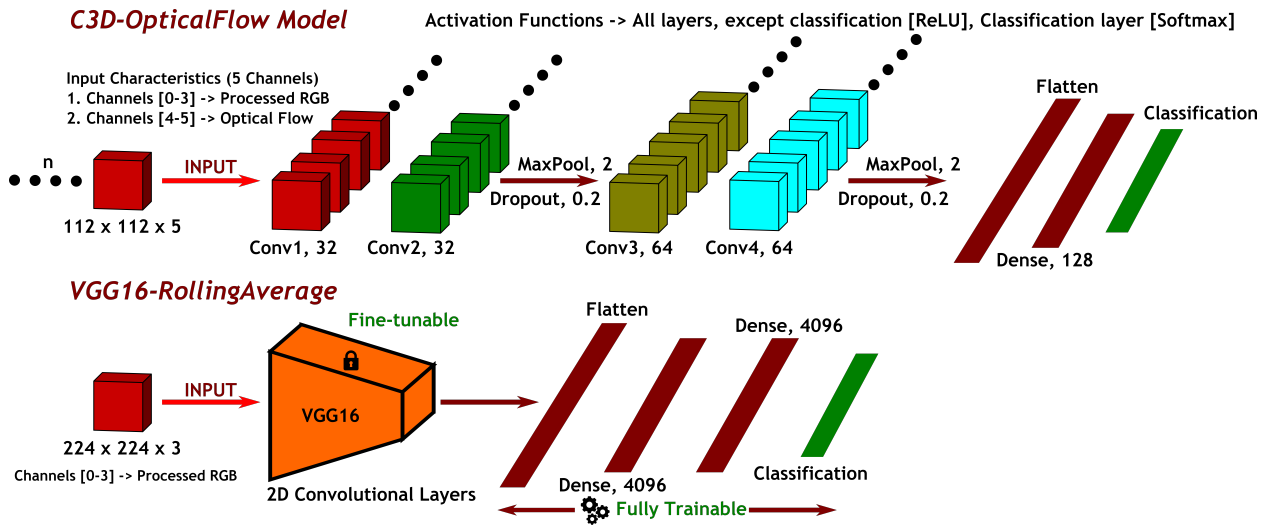 C3D-OpticalFlow Model
Activation Functions -> All layers, except classification [ReLU], Classification layer [Softmax]
Input Characteristics (5 Channels)
1. Channels [0-3] -> Processed RGB
2. Channels [4-5] -> Optical Flow
n
INPUT
112 x 112 x 5
Conv1, 32
Conv2, 32
MaxPool, 2
Dropout, 0.2
Conv3, 64
Conv4, 64
MaxPool, 2
Dropout, 0.2
Flatten
Dense, 128
Classification
VGG16-RollingAverage
INPUT
224 x 224 x 3
Channels [0-3] -> Processed RGB
Fine-tunable
VGG16
2D Convolutional Layers
Flatten
Dense, 4096
Dense, 4096
Classification
Fully Trainable